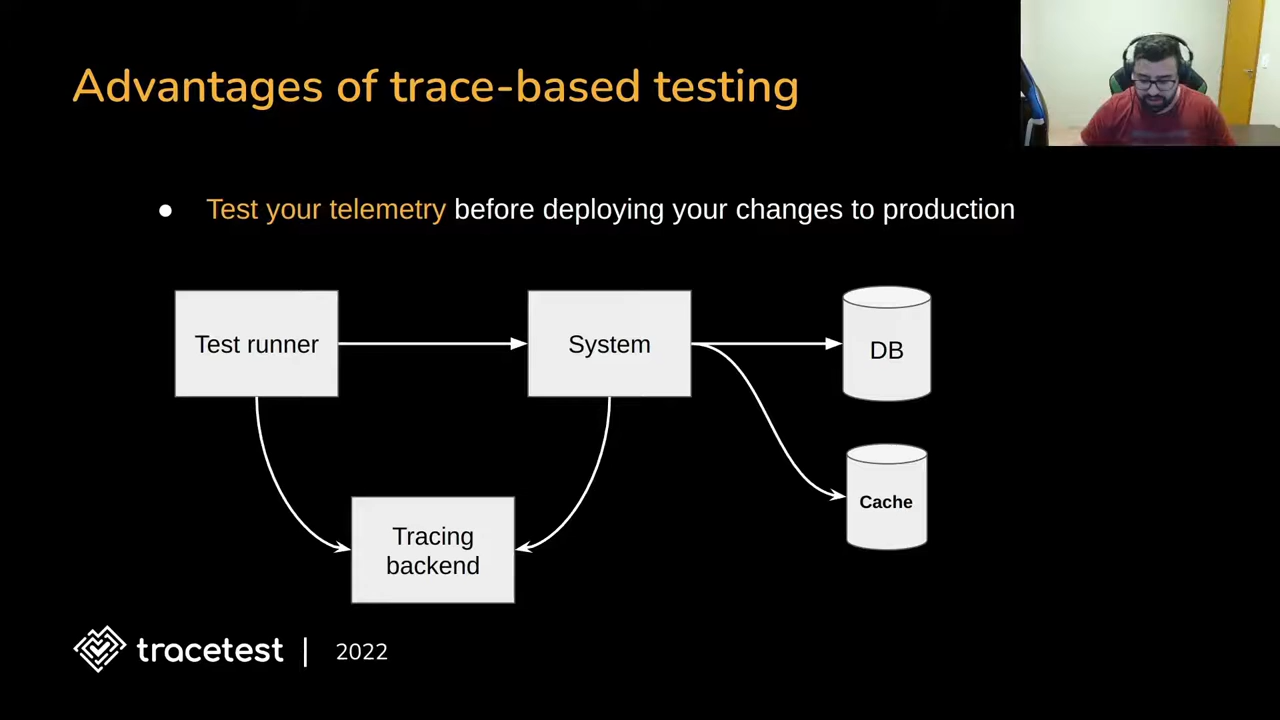 Advantages of trace-based testing
● Test your telemetry before deploying your changes to production
Test runner
System
DB
Cache
Tracing
backend
tracetest | 2022